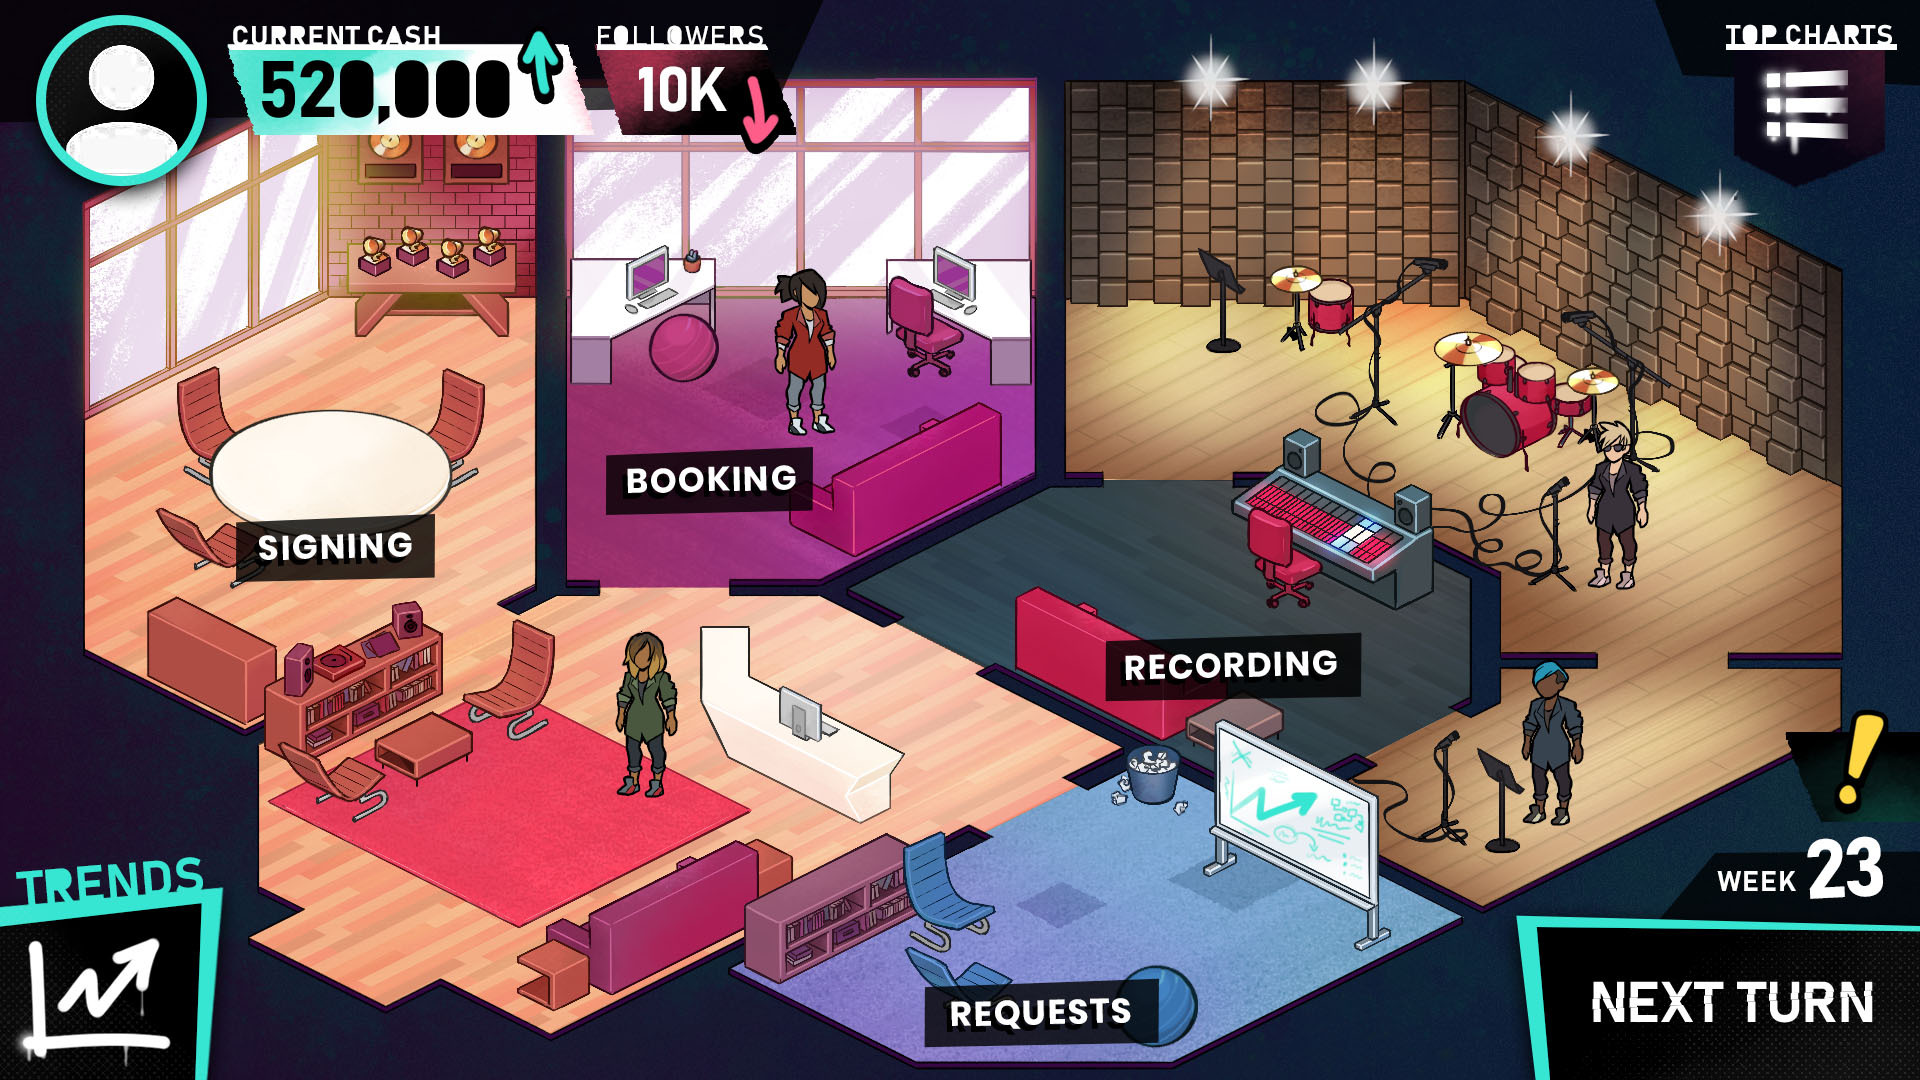 CURRENT CASH
520,000
FOLLOWERS
10K
TOP CHARTS
BOOKING
SIGNING
RECORDING
TRENDS
WEEK 23
REQUESTS
NEXT TURN